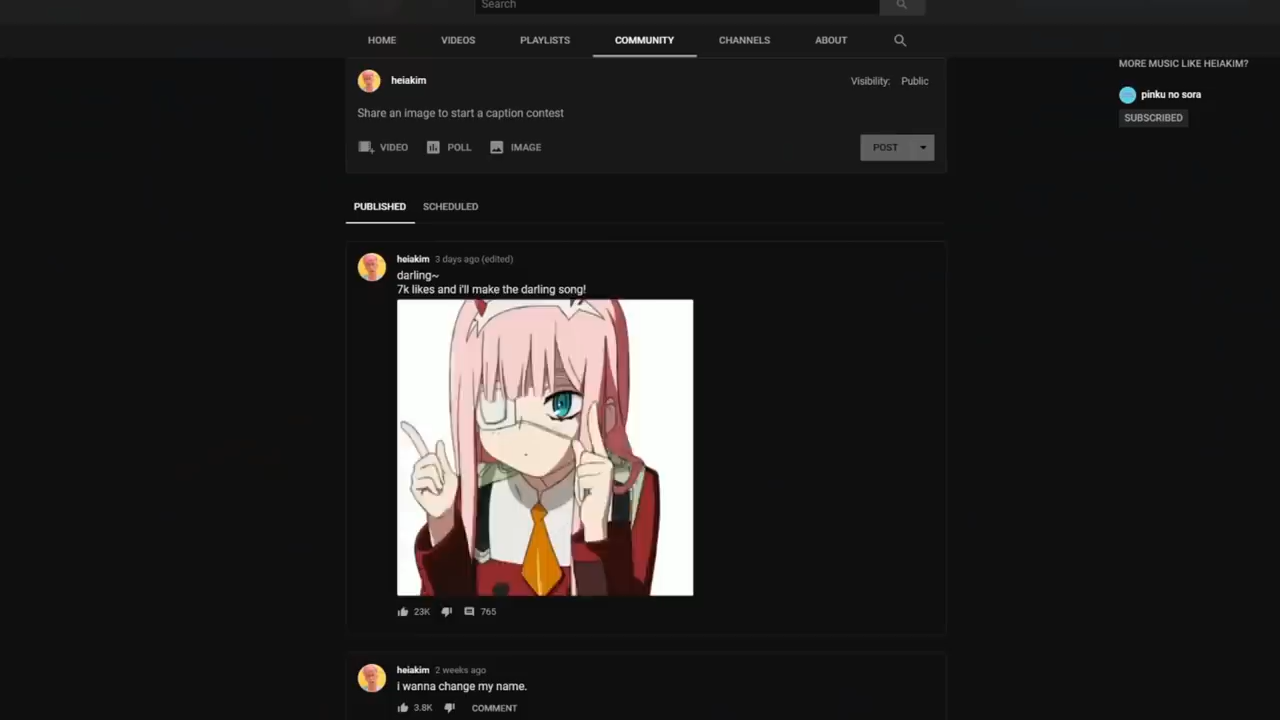 Search
HOME VIDEOS PLAYLISTS COMMUNITY CHANNELS ABOUT
MORE MUSIC LIKE HEIAKIM?
heiakim Visibility: Public
pinku no sora
SUBSCRIBED
Share an image to start a caption contest
VIDEO POLL IMAGE POST
PUBLISHED SCHEDULED
heiakim 3 days ago (edited)
darling~
7k likes and i'll make the darling song!
23K 765
heiakim 2 weeks ago
i wanna change my name.
3.8K COMMENT